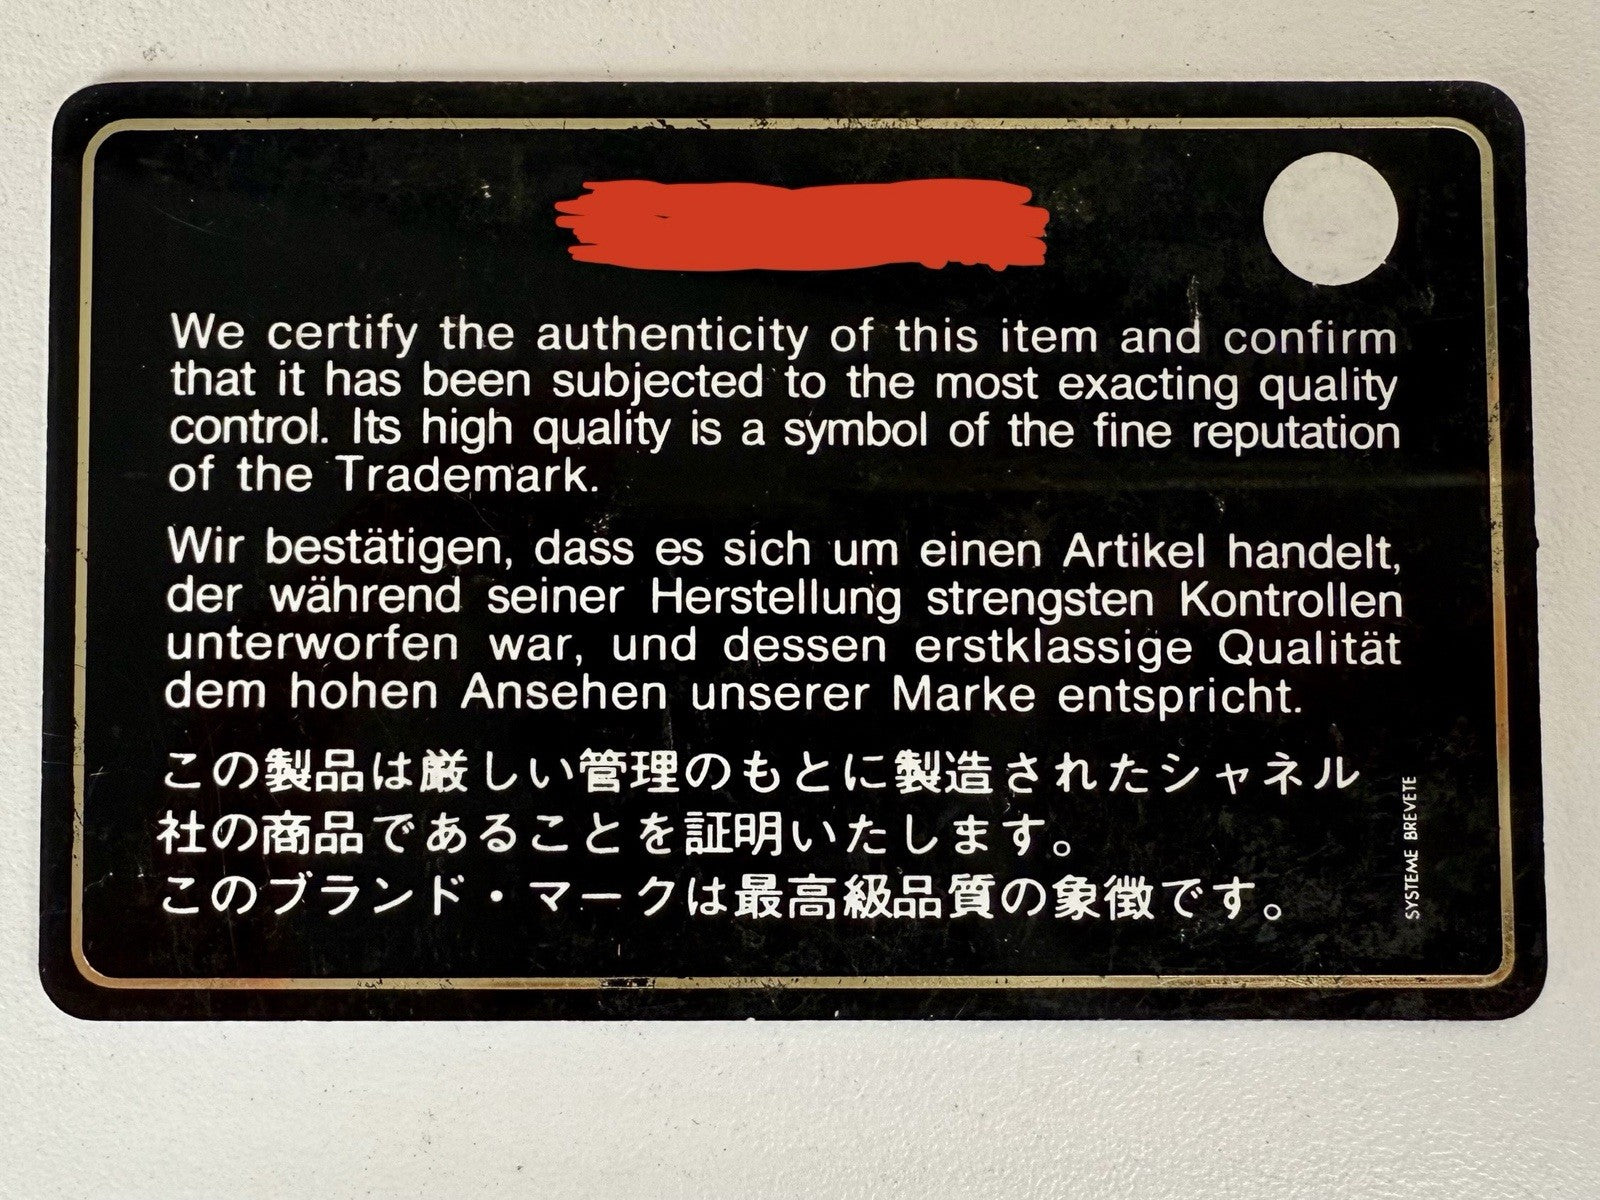 We certify the authenticity of this item and confirm
that it has been subjected to the most exacting quality
control. Its high quality is a symbol of the fine reputation
of the Trademark.
Wir bestätigen, dass es sich um einen Artikel handelt,
der während seiner Herstellung strengsten Kontrollen
unterworfen war, und dessen erstklassige Qualität
dem hohen Ansehen unserer Marke entspricht.
この製品は厳しい管理のもとに製造されたシャネル
社の商品であることを証明いたします。
このブランド・マークは最高級品質の象徴です。
SYSTEME BREVETE